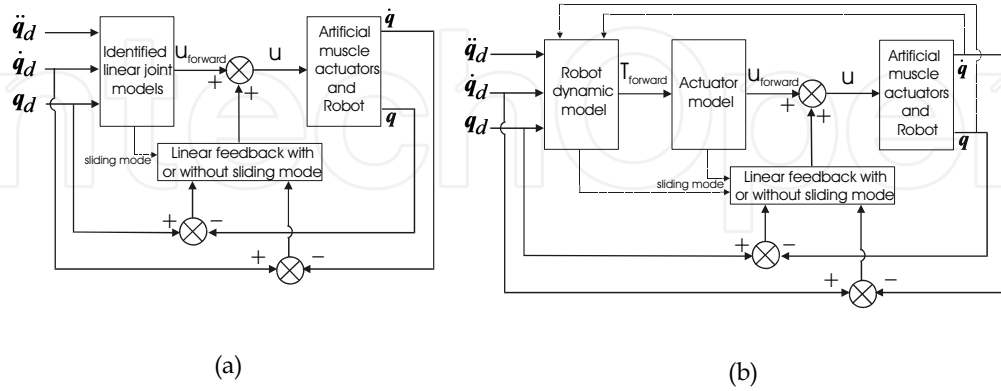 q̈d
q̇d
qd
Identified
linear joint
models
uforward
+
+
u
Artificial
muscle
actuators
and
Robot
q̇
q
sliding mode
Linear feedback with
or without sliding mode
+
−
+
−
(a)
q̈d
q̇d
qd
Robot
dynamic
model
Tforward
Actuator
model
uforward
+
+
u
Artificial
muscle
actuators
and
Robot
q̇
q
sliding mode
Linear feedback with
or without sliding mode
+
−
+
−
(b)
ntechOpen